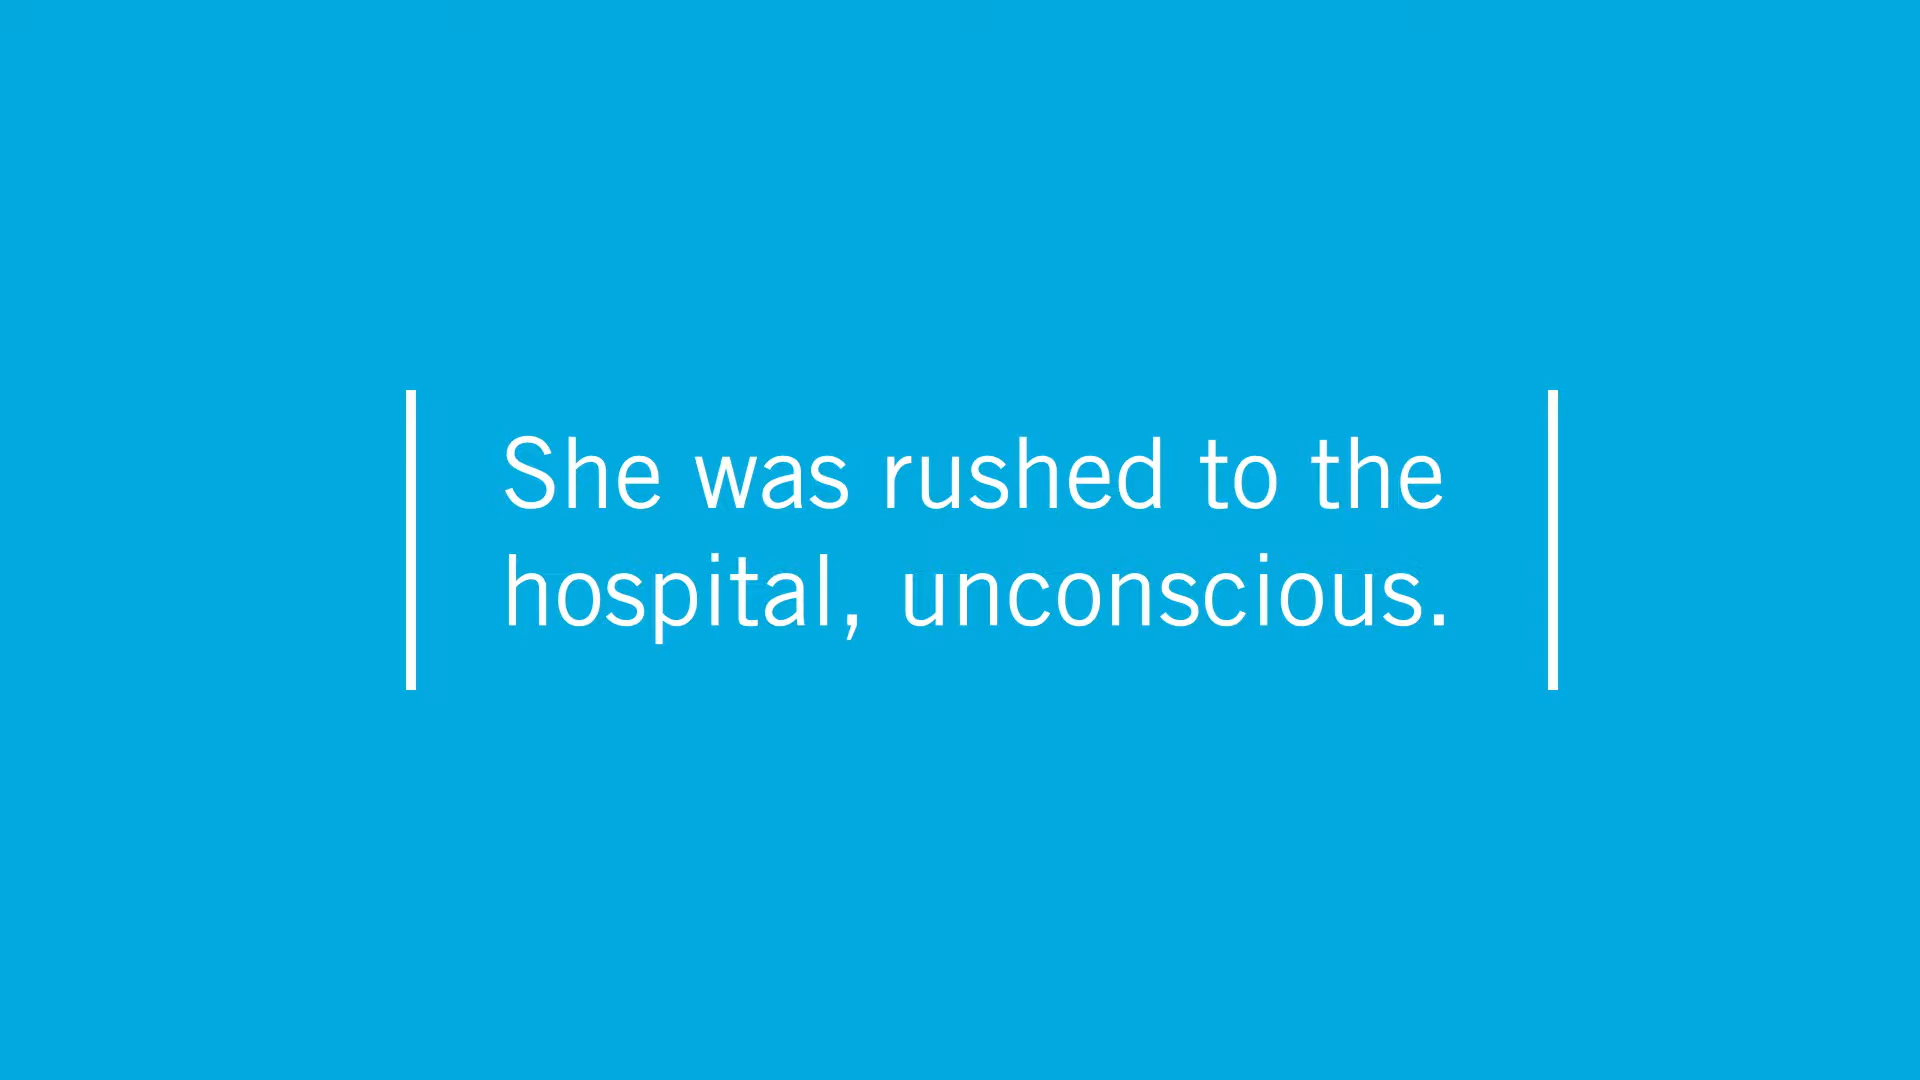 She was rushed to the
hospital, unconscious.